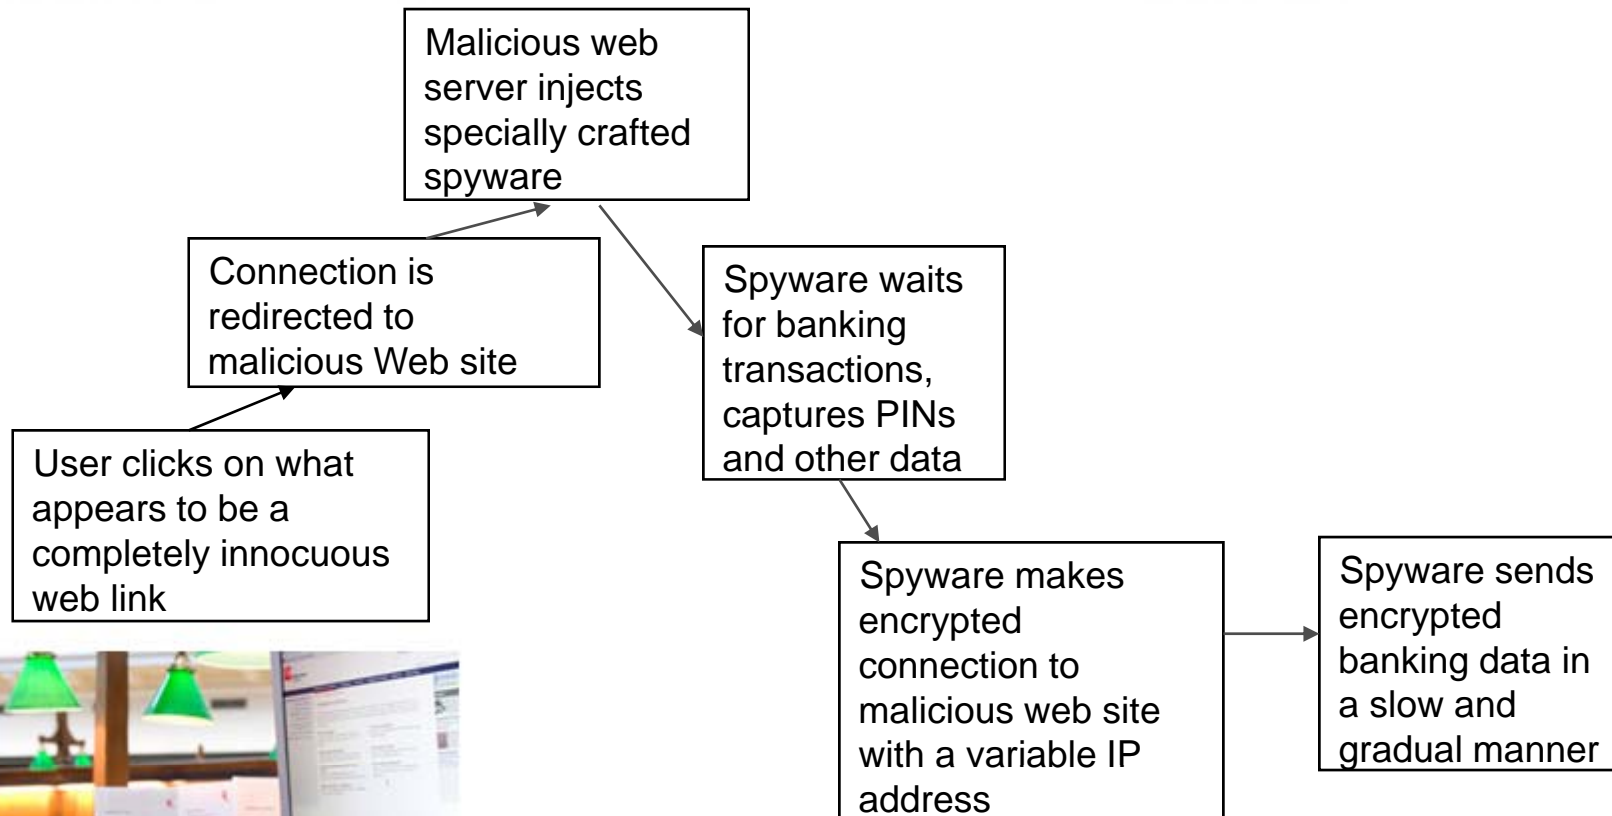 Malicious web
server injects
specially crafted
spyware
Connection is
redirected to
malicious Web site
Spyware waits
for banking
transactions,
captures PINs
and other data
User clicks on what
appears to be a
completely innocuous
web link
Spyware makes
encrypted
connection to
malicious web site
with a variable IP
address
Spyware sends
encrypted
banking data in
a slow and
gradual manner